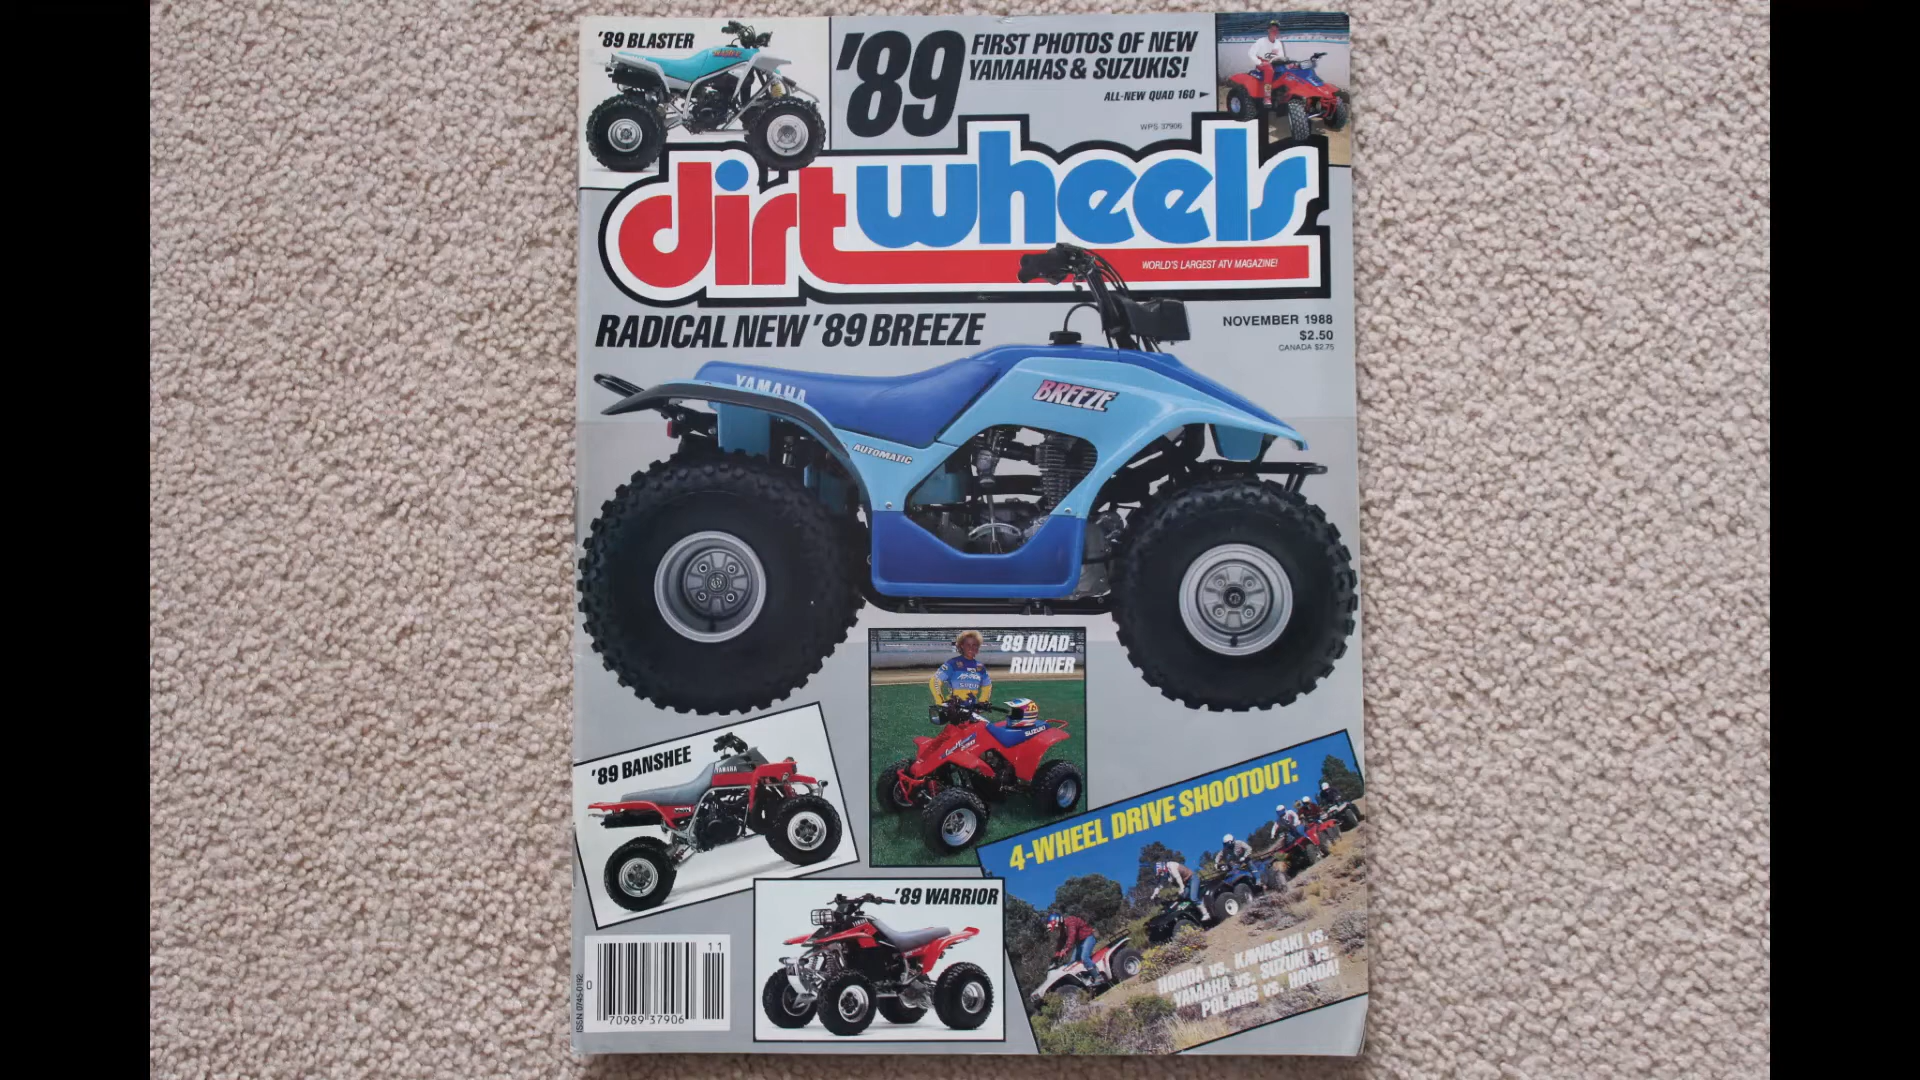 '89 BLASTER
'89
FIRST PHOTOS OF NEW
YAMAHAS & SUZUKIS!
ALL-NEW QUAD 160
WPS 37906
dirtwheels
WORLD'S LARGEST ATV MAGAZINE!
RADICAL NEW '89 BREEZE
NOVEMBER 1988
$2.50
CANADA $2.75
YAMAHA
BREEZE
AUTOMATIC
'89 QUAD-
RUNNER
SUZUKI
'89 BANSHEE
YAMAHA
4-WHEEL DRIVE SHOOTOUT:
HONDA VS. KAWASAKI VS.
YAMAHA VS. SUZUKI VS.
POLARIS VS. HONDA!
'89 WARRIOR
11
0
70989 37906
ISSN 0745-0192